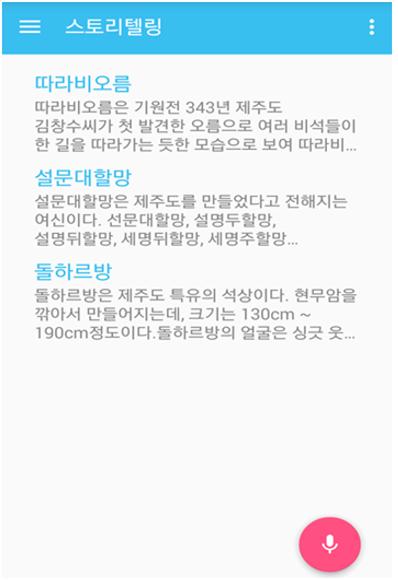 스토리텔링
따라비오름
따라비오름은 기원전 343년 제주도
김창수씨가 첫 발견한 오름으로 여러 비석들이
한 길을 따라가는 듯한 모습으로 보여 따라비...
설문대할망
설문대할망은 제주도를 만들었다고 전해지는
여신이다. 선문대할망, 설명두할망,
설명뒤할망, 세명뒤할망, 세명주할망...
돌하르방
돌하르방은 제주도 특유의 석상이다. 현무암을
깎아서 만들어지는데, 크기는 130cm ~
190cm정도이다.돌하르방의 얼굴은 싱긋 웃...